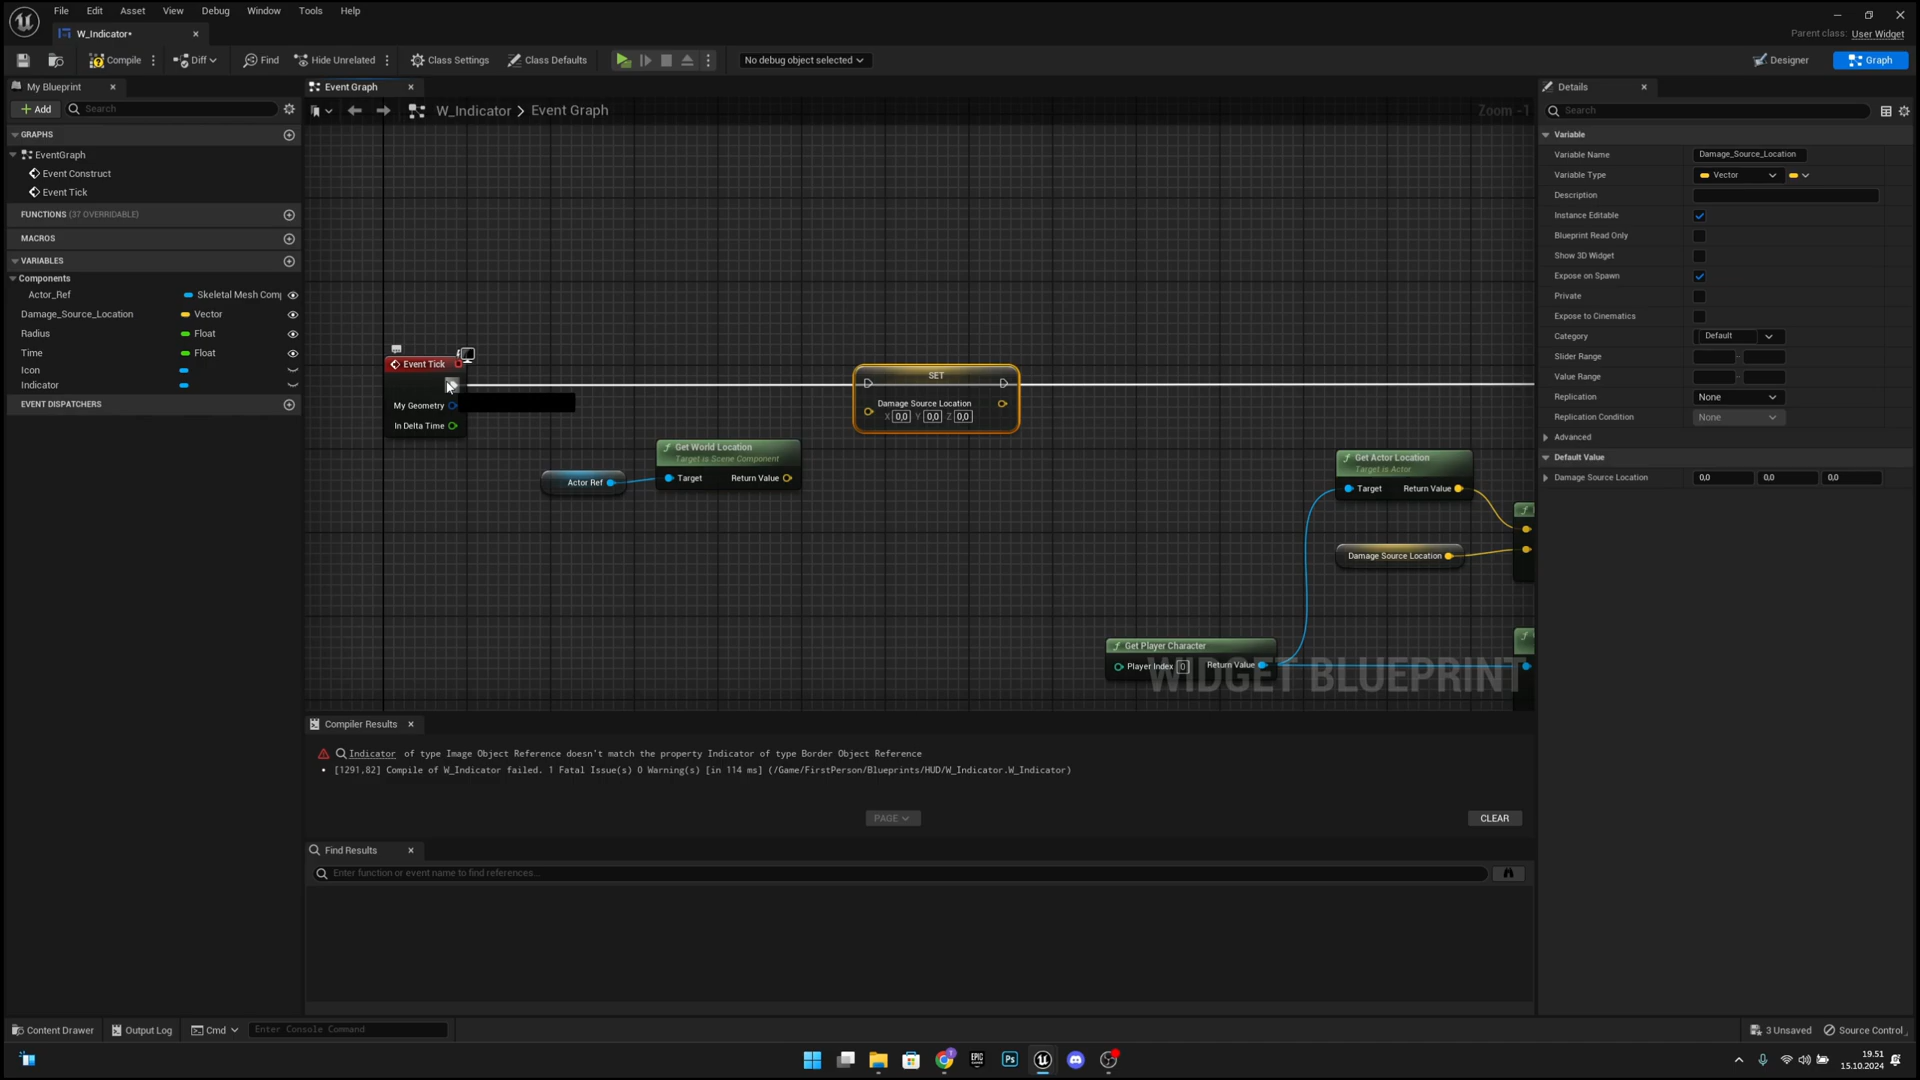 File Edit Asset View Debug Window Tools Help
W_Indicator•
Parent class: User Widget
Compile Diff Find Hide Unrelated Class Settings Class Defaults No debug object selected Designer Graph
My Blueprint
Add Search
GRAPHS
EventGraph
Event Construct
Event Tick
FUNCTIONS (37 OVERRIDABLE)
MACROS
VARIABLES
Components
Actor_Ref Skeletal Mesh Comp
Damage_Source_Location Vector
Radius Float
Time Float
Icon
Indicator
EVENT DISPATCHERS
Event Graph
W_Indicator > Event Graph
Zoom -1
Event Tick
My Geometry
In Delta Time
SET
Damage Source Location
X 0,0 Y 0,0 Z 0,0
Get World Location
Target is Scene Component
Target Return Value
Actor Ref
Get Actor Location
Target is Actor
Target Return Value
Damage Source Location
Get Player Character
Player Index 0 Return Value
WIDGET BLUEPRINT
Compiler Results
Indicator of type Image Object Reference doesn't match the property Indicator of type Border Object Reference
• [1291,82] Compile of W_Indicator failed. 1 Fatal Issue(s) 0 Warning(s) [in 114 ms] (/Game/FirstPerson/Blueprints/HUD/W_Indicator.W_Indicator)
PAGE
CLEAR
Find Results
Enter function or event name to find references...
Details
Search
Variable
Variable Name Damage_Source_Location
Variable Type Vector
Description
Instance Editable
Blueprint Read Only
Show 3D Widget
Expose on Spawn
Private
Expose to Cinematics
Category Default
Slider Range
Value Range
Replication None
Replication Condition None
Advanced
Default Value
Damage Source Location 0,0 0,0 0,0
Content Drawer Output Log Cmd Enter Console Command 3 Unsaved Source Control
EPIC
Ps
19.51
15.10.2024